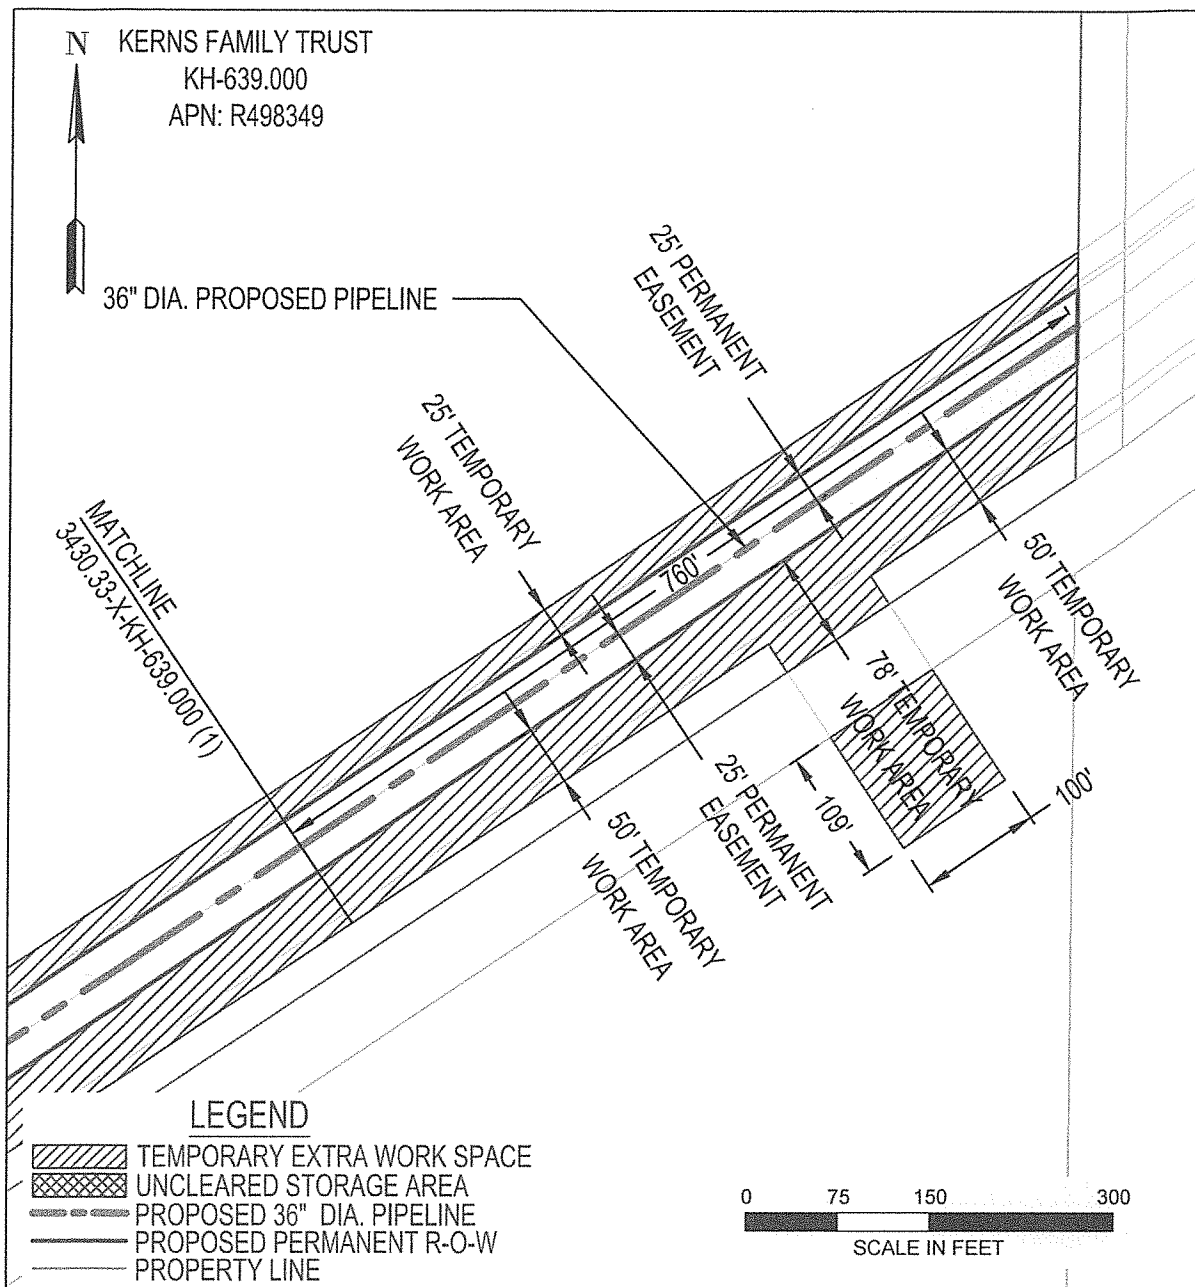 N
KERNS FAMILY TRUST
KH-639.000
APN: R498349
36" DIA. PROPOSED PIPELINE
25' PERMANENT
EASEMENT
25' TEMPORARY
WORK AREA
MATCHLINE
3430.33-X-KH-639.000 (1)
760'
50' TEMPORARY
WORK AREA
78' TEMPORARY
WORK AREA
100'
109'
25' PERMANENT
EASEMENT
50' TEMPORARY
WORK AREA
LEGEND
TEMPORARY EXTRA WORK SPACE
UNCLEARED STORAGE AREA
PROPOSED 36" DIA. PIPELINE
PROPOSED PERMANENT R-O-W
PROPERTY LINE
0 75 150 300
SCALE IN FEET